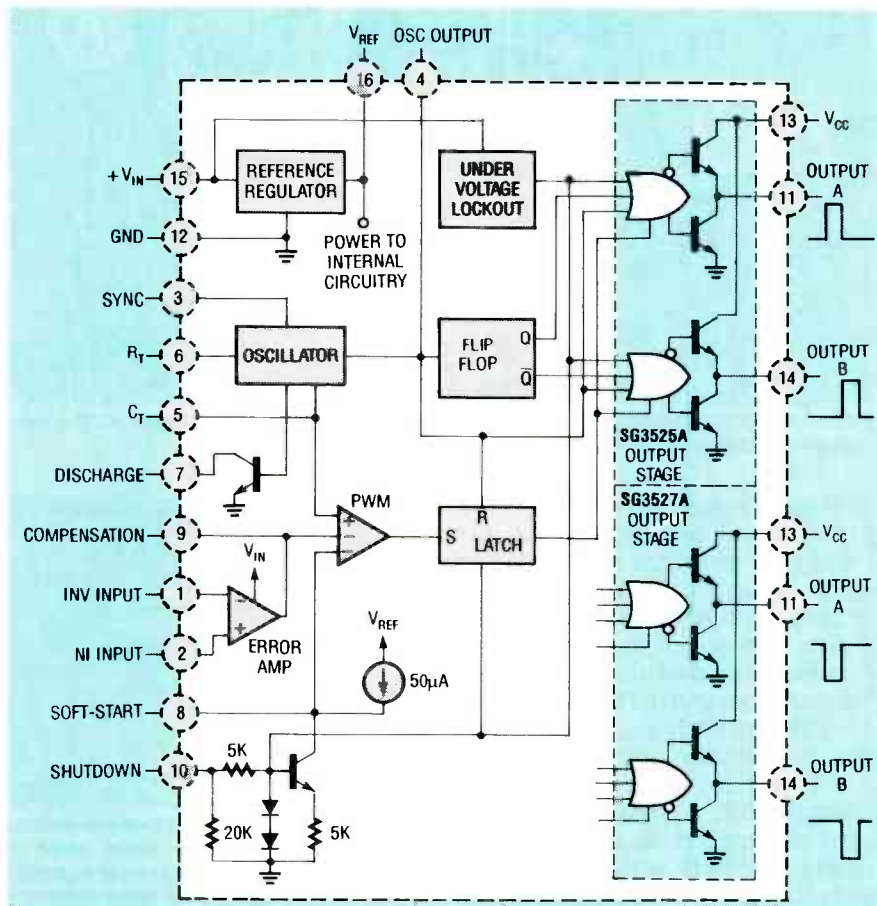 VREF
OSC OUTPUT
16
4
+VIN
15
REFERENCE
REGULATOR
UNDER
VOLTAGE
LOCKOUT
13
VCC
OUTPUT
A
11
GND
12
POWER TO
INTERNAL
CIRCUITRY
SYNC
3
RT
6
OSCILLATOR
FLIP
FLOP
Q
Q̅
OUTPUT
B
14
CT
5
SG3525A
OUTPUT
STAGE
DISCHARGE
7
PWM
+
−
−
SG3527A
OUTPUT
STAGE
COMPENSATION
9
R
S
LATCH
13
VCC
VIN
INV INPUT
1
−
+
ERROR
AMP
NI INPUT
2
OUTPUT
A
11
VREF
50µA
SOFT-START
8
5K
SHUTDOWN
10
20K
5K
OUTPUT
B
14